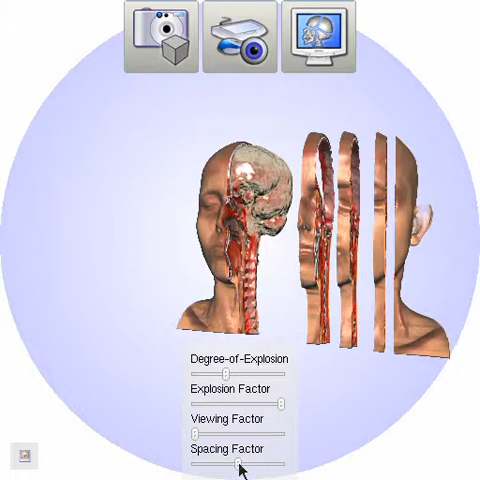 Degree-of-Explosion
Explosion Factor
Viewing Factor
Spacing Factor